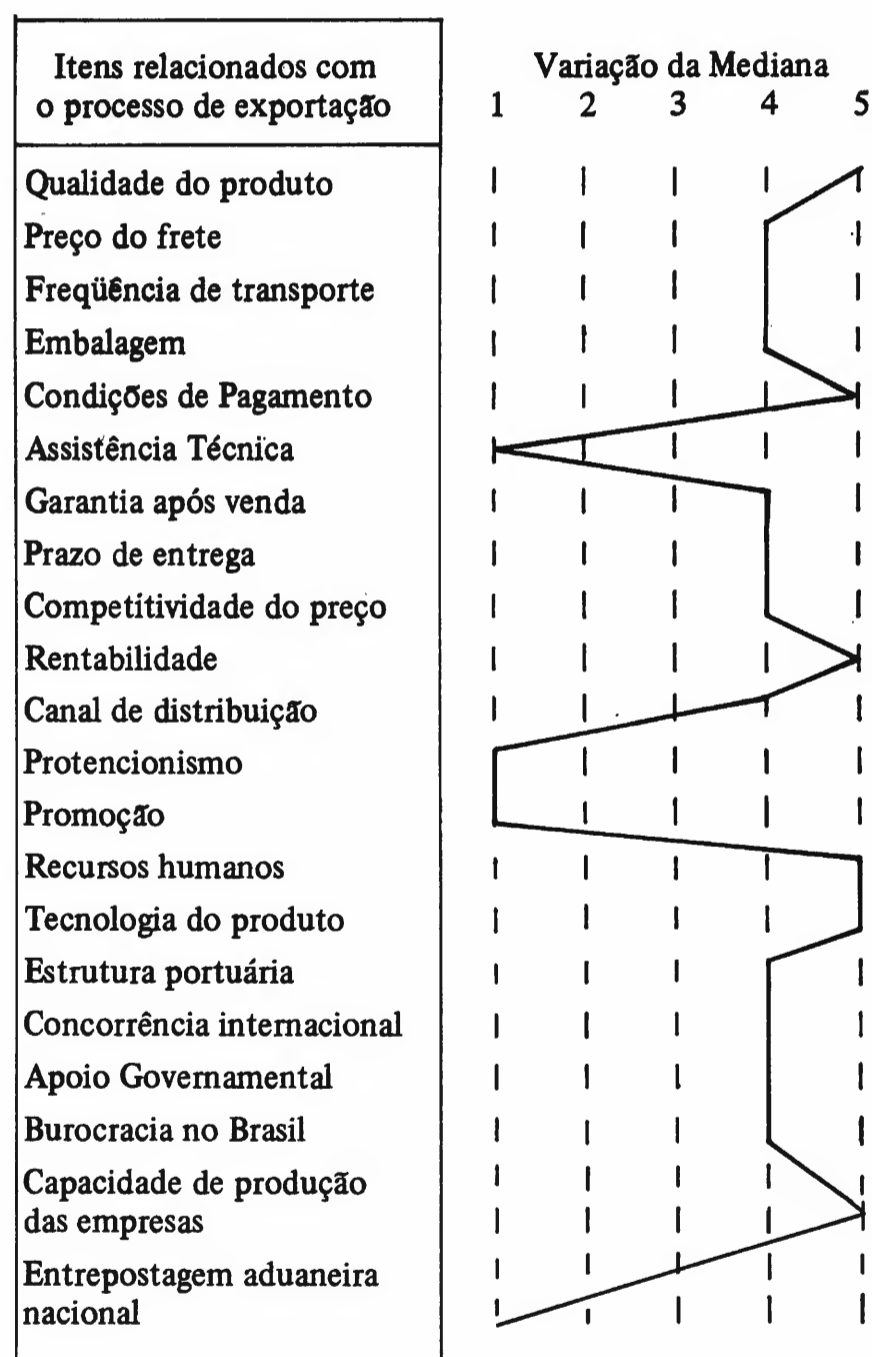 Itens relacionados com
o processo de exportação
Variação da Mediana
1 2 3 4 5
Qualidade do produto
Preço do frete
Freqüência de transporte
Embalagem
Condições de Pagamento
Assistência Técnica
Garantia após venda
Prazo de entrega
Competitividade do preço
Rentabilidade
Canal de distribuição
Protencionismo
Promoção
Recursos humanos
Tecnologia do produto
Estrutura portuária
Concorrência internacional
Apoio Governamental
Burocracia no Brasil
Capacidade de produção
das empresas
Entrepostagem aduaneira
nacional